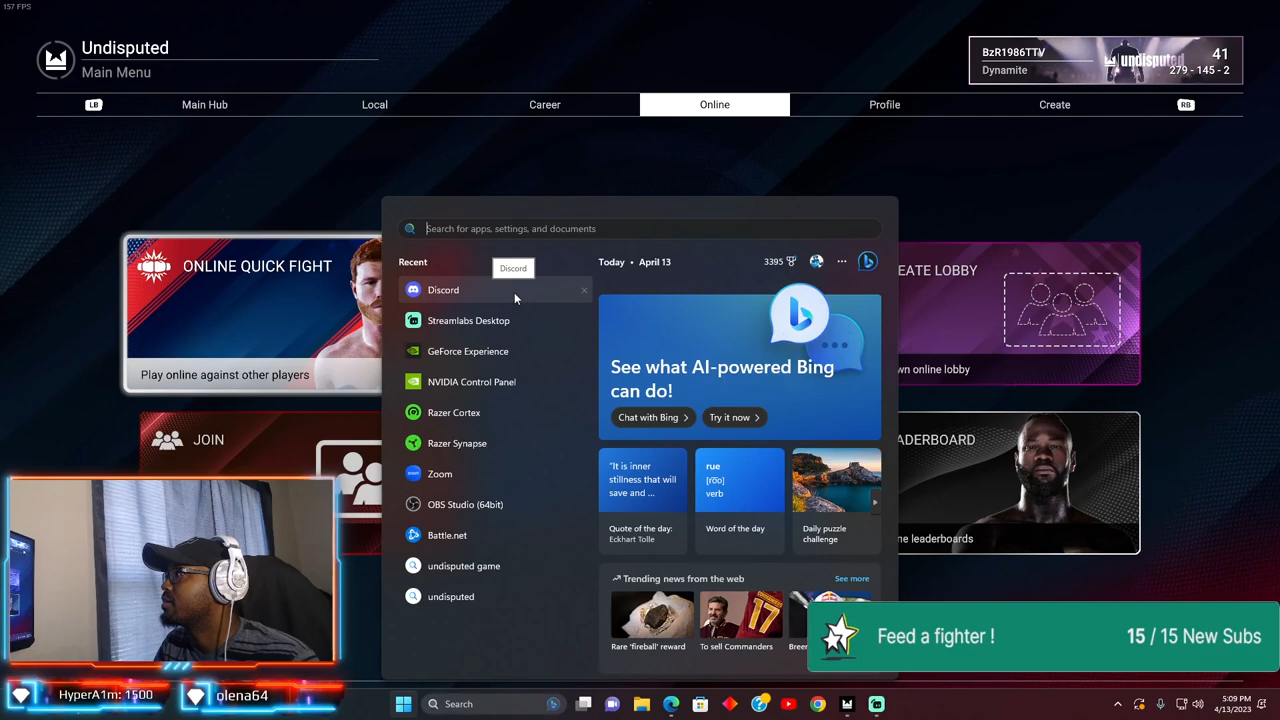 157 FPS
Undisputed
Main Menu
BzR1986TTV
Dynamite
undisputed
41
279 - 145 - 2
LB
Main Hub
Local
Career
Online
Profile
Create
RB
ONLINE QUICK FIGHT
Play online against other players
JOIN
EATE LOBBY
wn online lobby
ADERBOARD
ne leaderboards
Search for apps, settings, and documents
Recent
Discord
Discord
Streamlabs Desktop
GeForce Experience
NVIDIA Control Panel
Razer Cortex
Razer Synapse
Zoom
OBS Studio (64bit)
Battle.net
undisputed game
undisputed
Today • April 13
3395
See what AI-powered Bing
can do!
Chat with Bing
Try it now
"It is inner
stillness that will
save and ...
Quote of the day:
Eckhart Tolle
rue
[ro͞o]
verb
Word of the day
Daily puzzle
challenge
Trending news from the web
See more
17
Rare 'fireball' reward
To sell Commanders
Breer
Feed a fighter !
15 / 15 New Subs
HyperA1m: 1500
olena64
Search
5:09 PM
4/13/2023